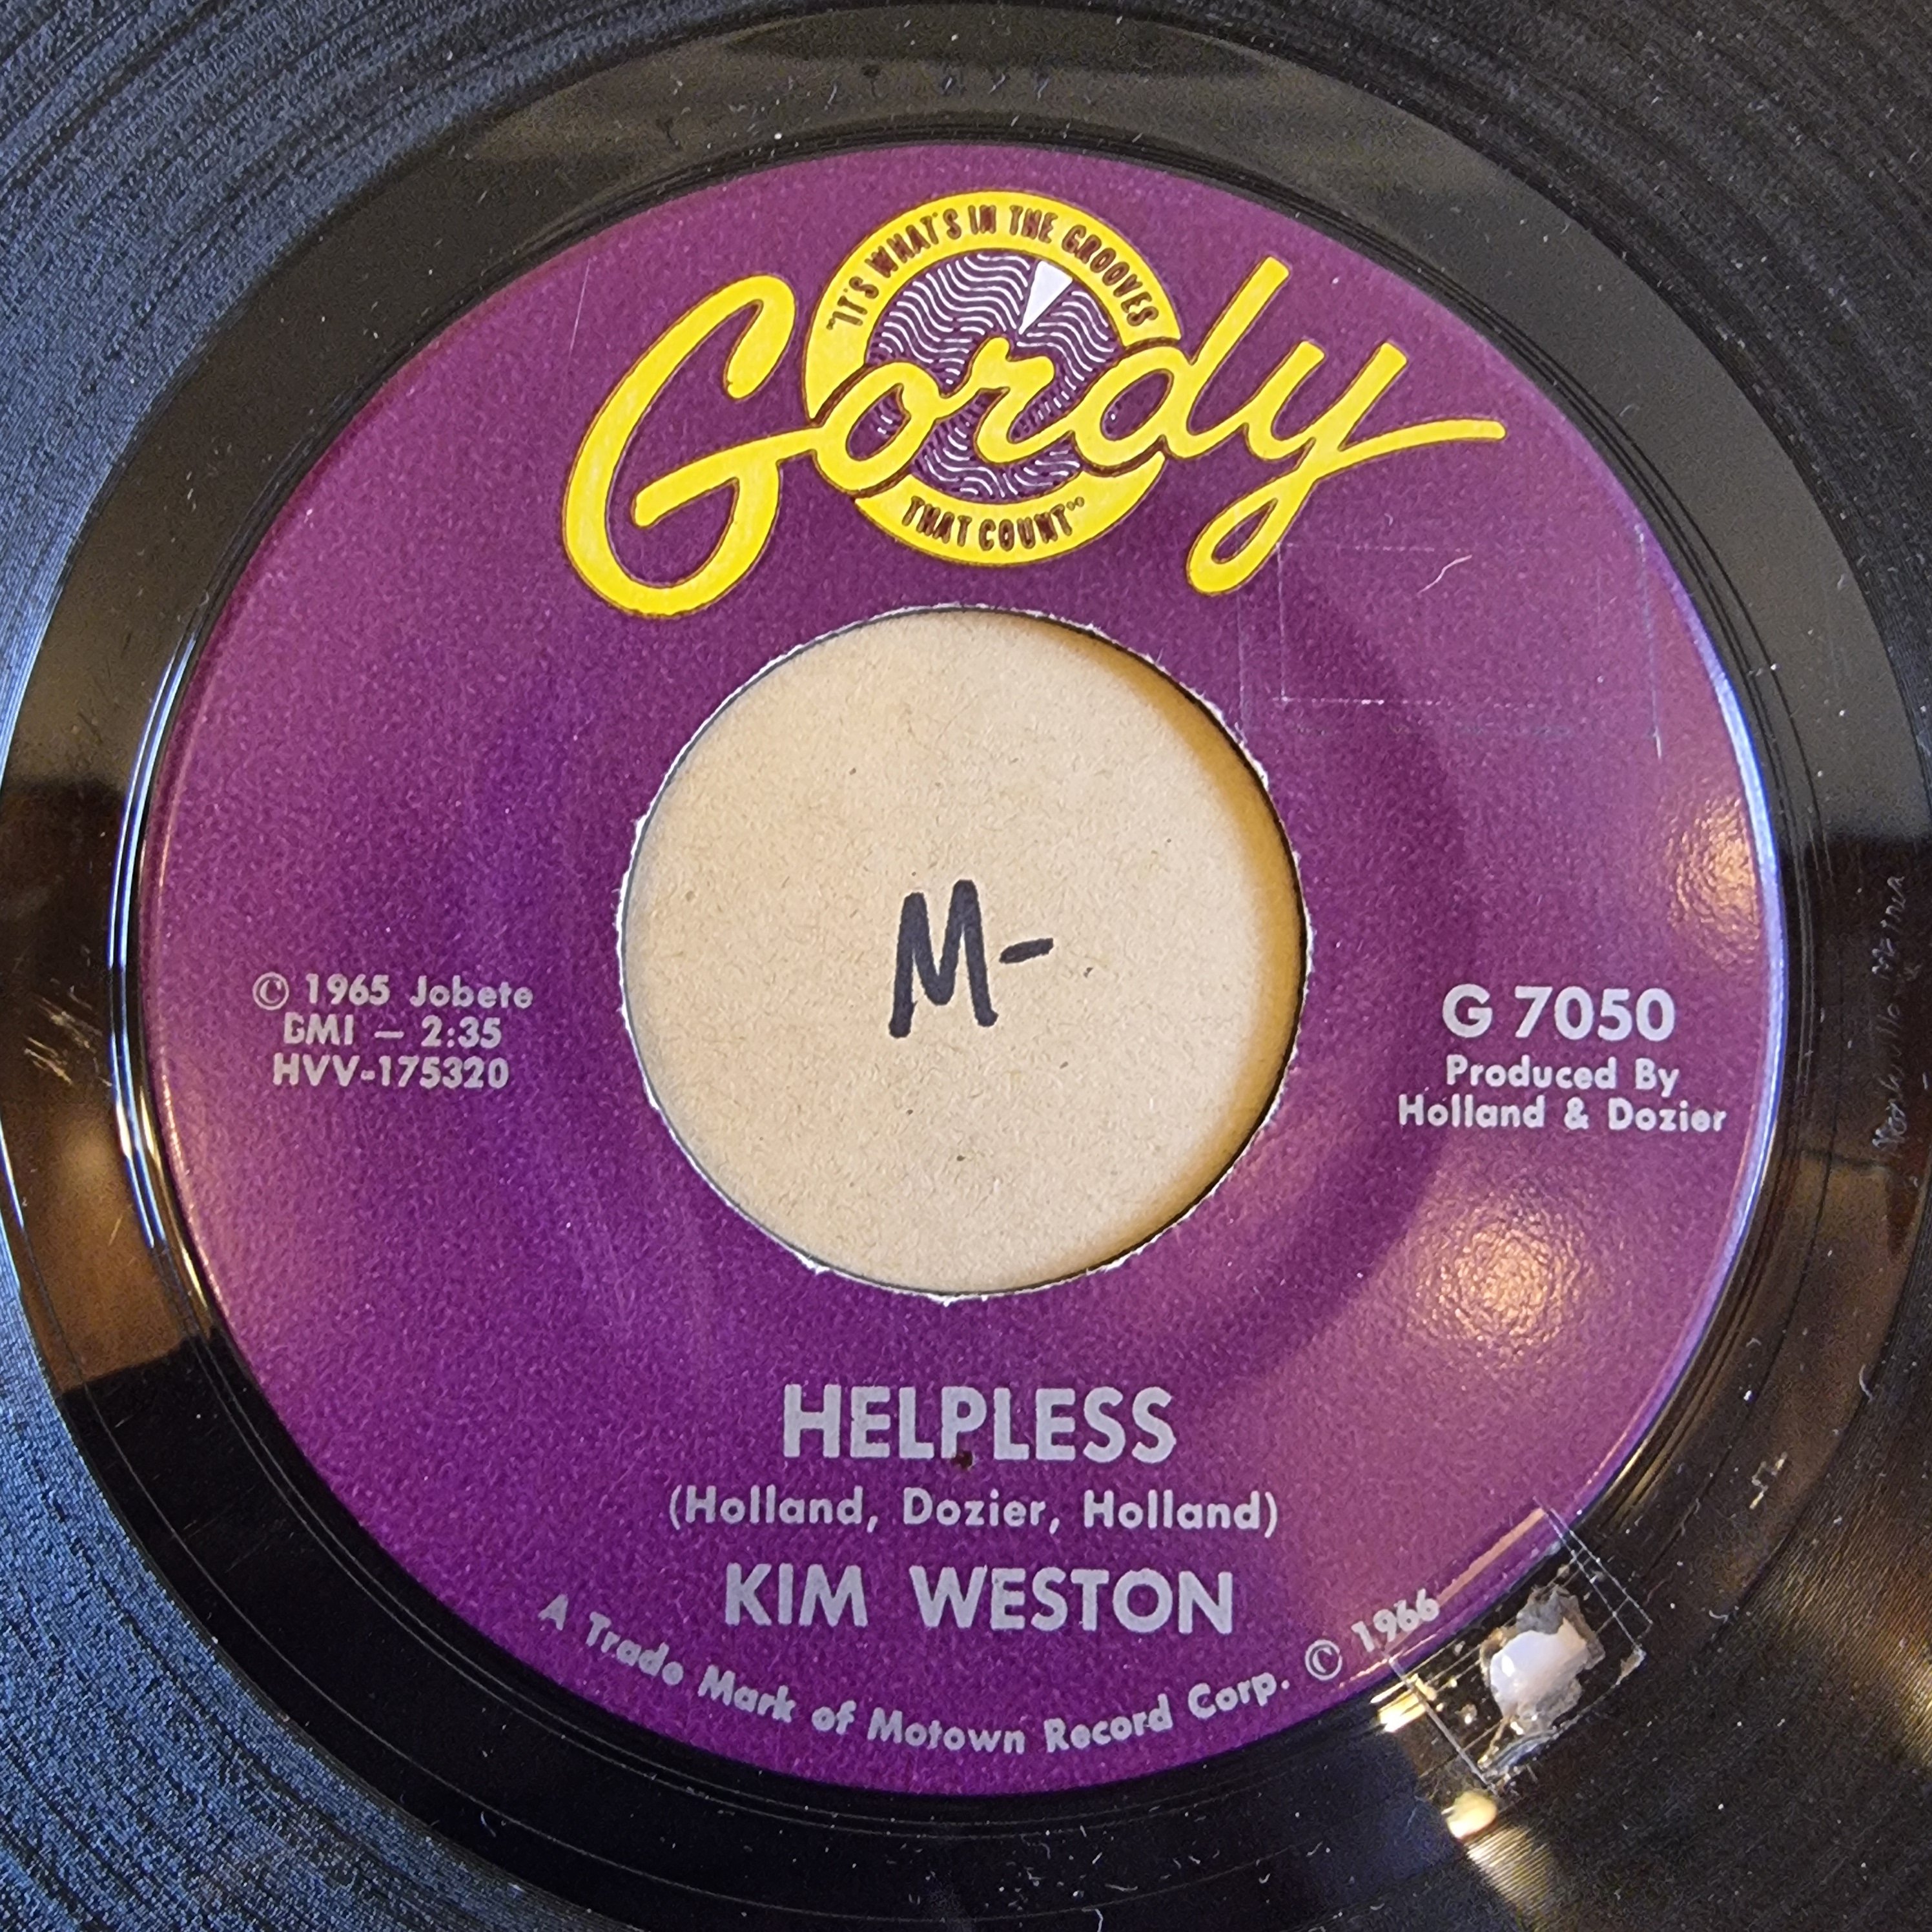 "IT'S WHAT'S IN THE GROOVES
Gordy
THAT COUNT"
M-
© 1965 Jobete
BMI — 2:35
HVV-175320
G 7050
Produced By
Holland & Dozier
HELPLESS
(Holland, Dozier, Holland)
KIM WESTON
A Trade Mark of Motown Record Corp. © 1966